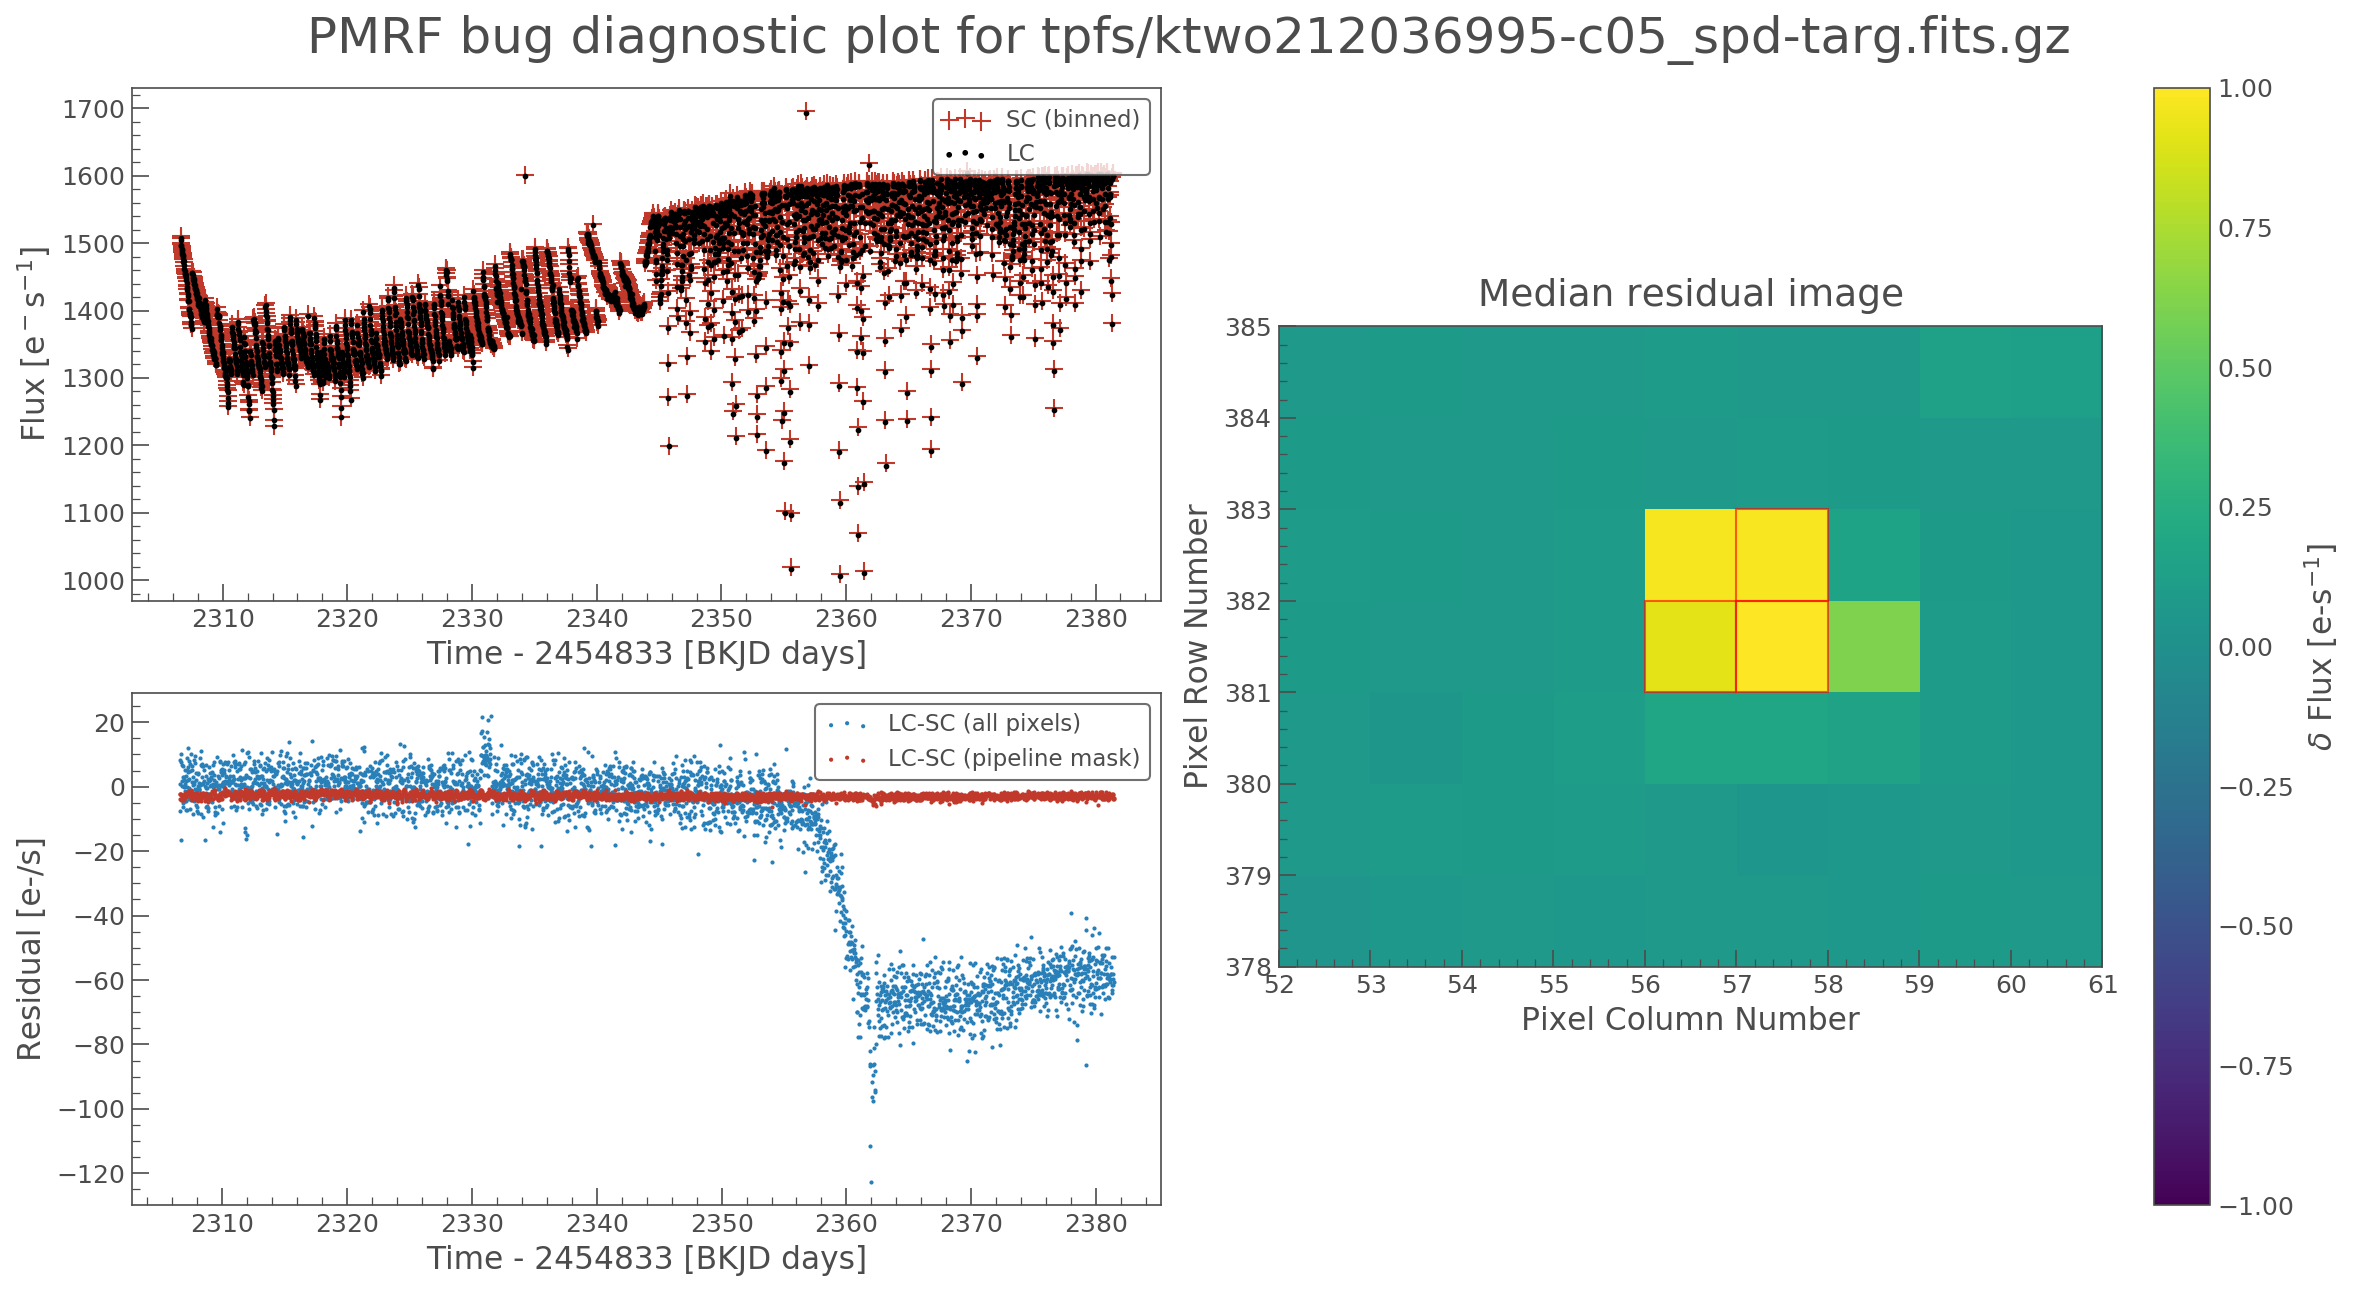 PMRF bug diagnostic plot for tpfs/ktwo212036995-c05_spd-targ.fits.gz
1700
1600
1500
1400
1300
1200
1100
1000
Flux [e⁻ s⁻¹]
SC (binned)
LC
2310 2320 2330 2340 2350 2360 2370 2380
Time - 2454833 [BKJD days]
20
0
−20
−40
−60
−80
−100
−120
Residual [e-/s]
LC-SC (all pixels)
LC-SC (pipeline mask)
2310 2320 2330 2340 2350 2360 2370 2380
Time - 2454833 [BKJD days]
Median residual image
385
384
383
382
381
380
379
378
Pixel Row Number
52 53 54 55 56 57 58 59 60 61
Pixel Column Number
1.00
0.75
0.50
0.25
0.00
−0.25
−0.50
−0.75
−1.00
δ Flux [e-s⁻¹]